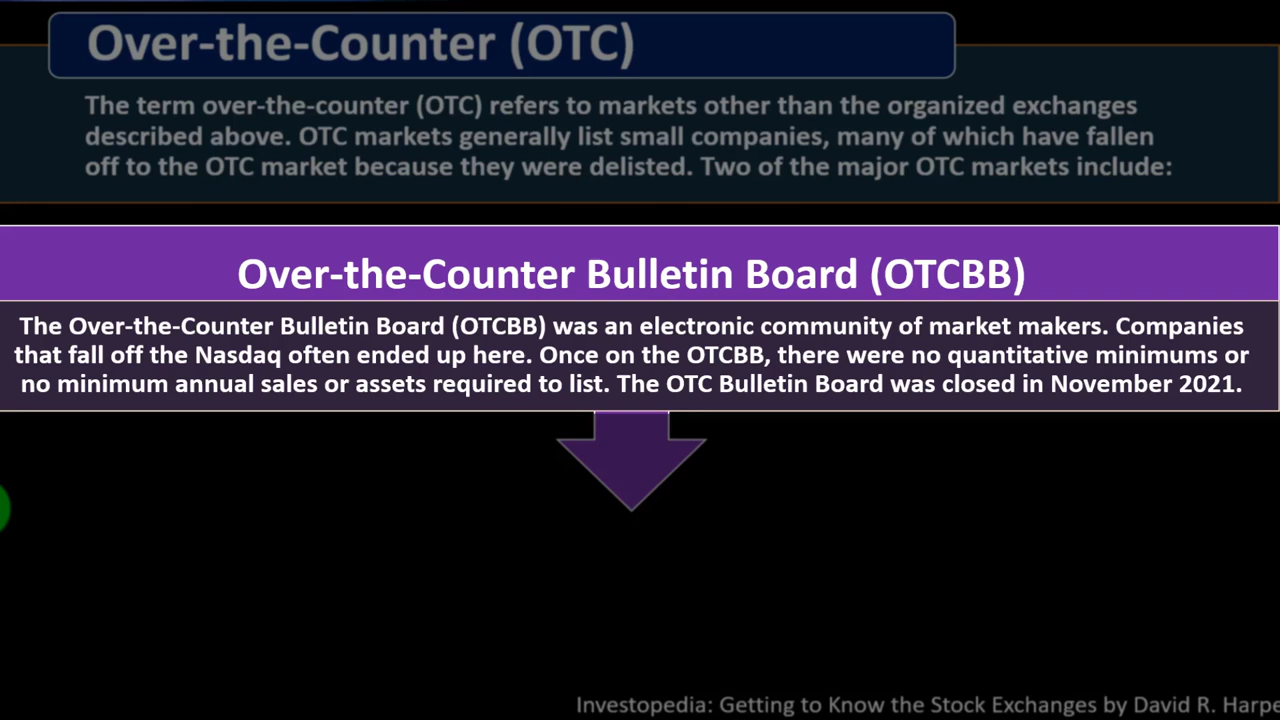 Over-the-Counter (OTC)
The term over-the-counter (OTC) refers to markets other than the organized exchanges
described above. OTC markets generally list small companies, many of which have fallen
off to the OTC market because they were delisted. Two of the major OTC markets include:
Over-the-Counter Bulletin Board (OTCBB)
The Over-the-Counter Bulletin Board (OTCBB) was an electronic community of market makers. Companies
that fall off the Nasdaq often ended up here. Once on the OTCBB, there were no quantitative minimums or
no minimum annual sales or assets required to list. The OTC Bulletin Board was closed in November 2021.
Investopedia: Getting to Know the Stock Exchanges by David R. Harpe